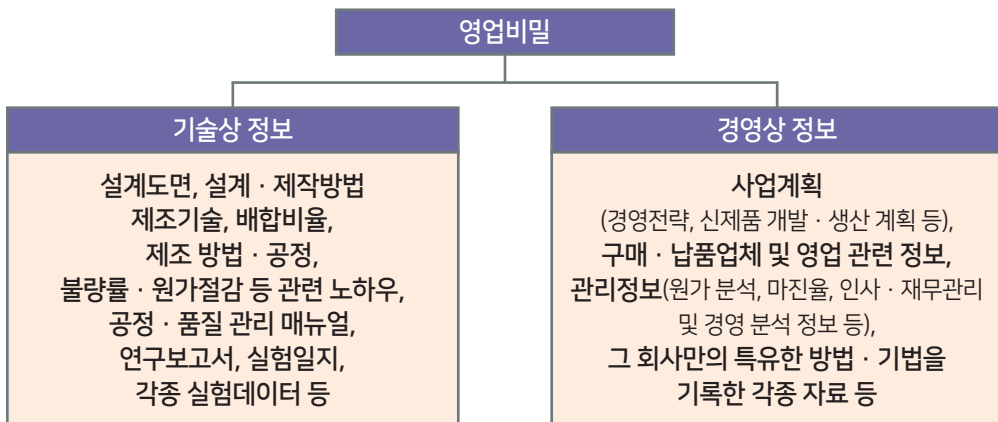 영업비밀
기술상 정보
설계도면, 설계 · 제작방법
제조기술, 배합비율,
제조 방법 · 공정,
불량률 · 원가절감 등 관련 노하우,
공정 · 품질 관리 매뉴얼,
연구보고서, 실험일지,
각종 실험데이터 등
경영상 정보
사업계획
(경영전략, 신제품 개발 · 생산 계획 등),
구매 · 납품업체 및 영업 관련 정보,
관리정보(원가 분석, 마진율, 인사 · 재무관리
및 경영 분석 정보 등),
그 회사만의 특유한 방법 · 기법을
기록한 각종 자료 등